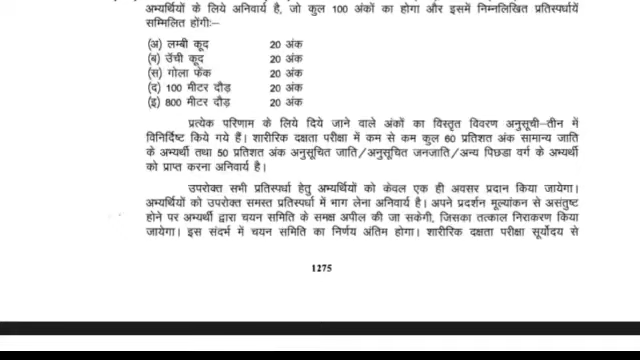 अभ्यर्थियों के लिये अनिवार्य है, जो कुल 100 अंकों का होगा और इसमें निम्नलिखित प्रतिस्पर्धायें
सम्मिलित होंगी:–
(अ) लम्बी कूद 20 अंक
(ब) उँची कूद 20 अंक
(स) गोला फेंक 20 अंक
(द) 100 मीटर दौड़ 20 अंक
(इ) 800 मीटर दौड़ 20 अंक
प्रत्येक परिणाम के लिये दिये जाने वाले अंकों का विस्तृत विवरण अनुसूची–तीन में
विनिर्दिष्ट किये गये हैं। शारीरिक दक्षता परीक्षा में कम से कम कुल 60 प्रतिशत अंक सामान्य जाति
के अभ्यर्थी तथा 50 प्रतिशत अंक अनुसूचित जाति/अनुसूचित जनजाति/अन्य पिछडा वर्ग के अभ्यर्थी
को प्राप्त करना अनिवार्य है।
उपरोक्त सभी प्रतिस्पर्धा हेतु अभ्यर्थियों को केवल एक ही अवसर प्रदान किया जायेगा।
अभ्यर्थियों को उपरोक्त समस्त प्रतिस्पर्धा में भाग लेना अनिवार्य है। अपने प्रदर्शन मूल्यांकन से असंतुष्ट
होने पर अभ्यर्थी द्वारा चयन समिति के समक्ष अपील की जा सकेगी, जिसका तत्काल निराकरण किया
जायेगा। इस संदर्भ में चयन समिति का निर्णय अंतिम होगा। शारीरिक दक्षता परीक्षा सूर्योदय से
1275